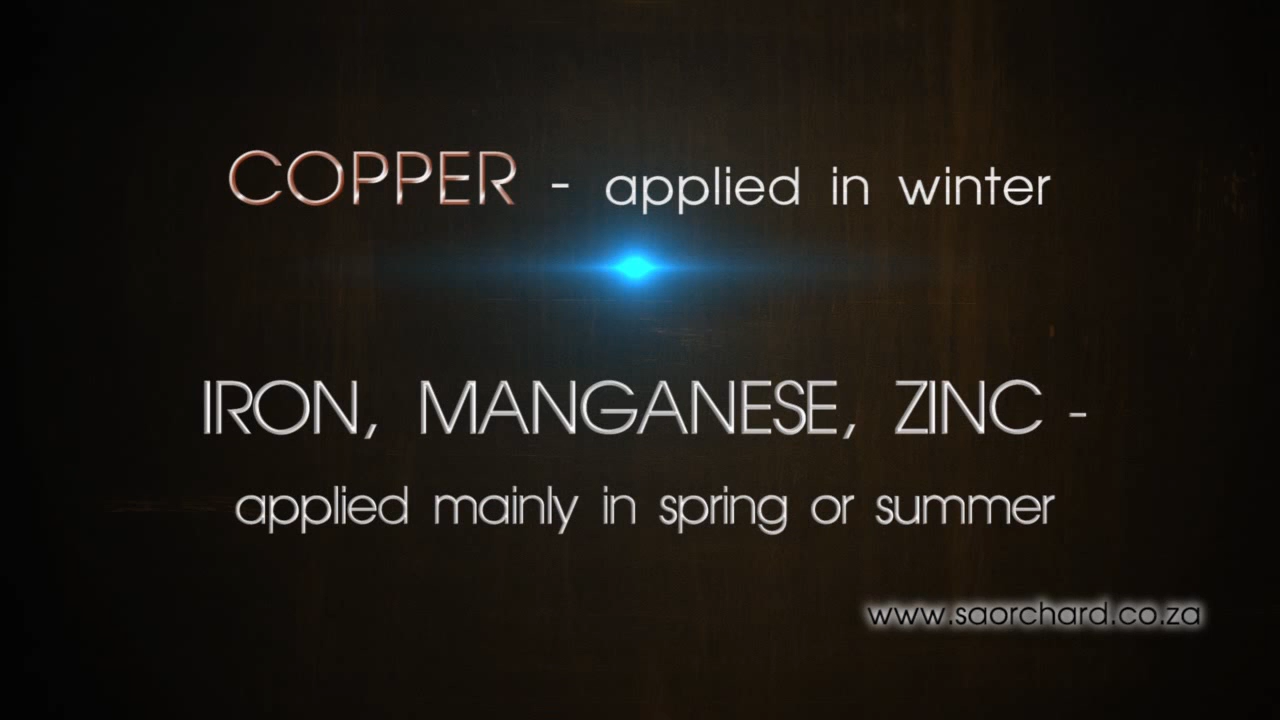 COPPER - applied in winter
IRON, MANGANESE, ZINC -
applied mainly in spring or summer
www.saorchard.co.za